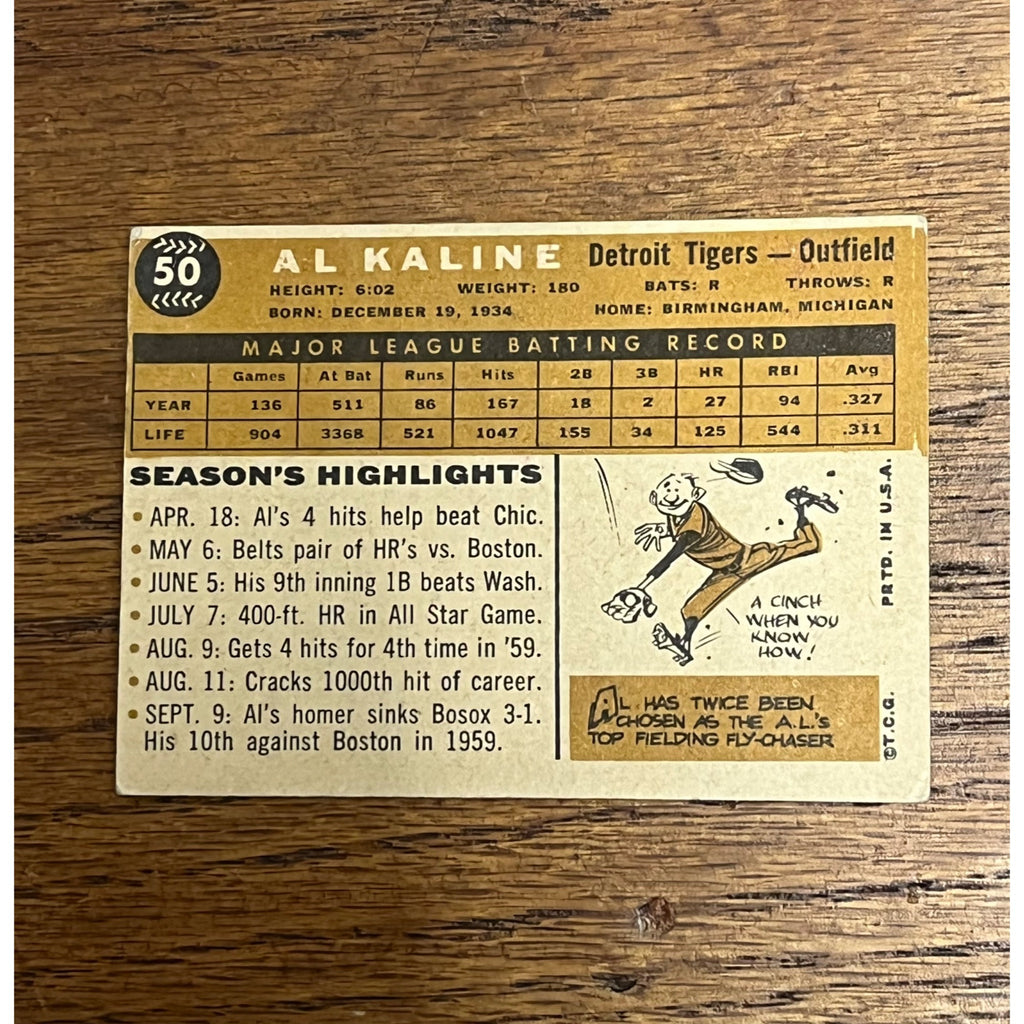 50
AL KALINE Detroit Tigers — Outfield
HEIGHT: 6:02 WEIGHT: 180 BATS: R THROWS: R
BORN: DECEMBER 19, 1934 HOME: BIRMINGHAM, MICHIGAN
MAJOR LEAGUE BATTING RECORD
Games At Bat Runs Hits 2B 3B HR RBI Avg
YEAR 136 511 86 167 18 2 27 94 .327
LIFE 904 3368 521 1047 155 34 125 544 .311
SEASON'S HIGHLIGHTS
• APR. 18: Al's 4 hits help beat Chic.
• MAY 6: Belts pair of HR's vs. Boston.
• JUNE 5: His 9th inning 1B beats Wash.
• JULY 7: 400-ft. HR in All Star Game.
• AUG. 9: Gets 4 hits for 4th time in '59.
• AUG. 11: Cracks 1000th hit of career.
• SEPT. 9: Al's homer sinks Bosox 3-1.
His 10th against Boston in 1959.
A CINCH
WHEN YOU
KNOW
HOW!
AL HAS TWICE BEEN
CHOSEN AS THE A.L.'S
TOP FIELDING FLY-CHASER
©T.C.G.
PRTD. IN U.S.A.